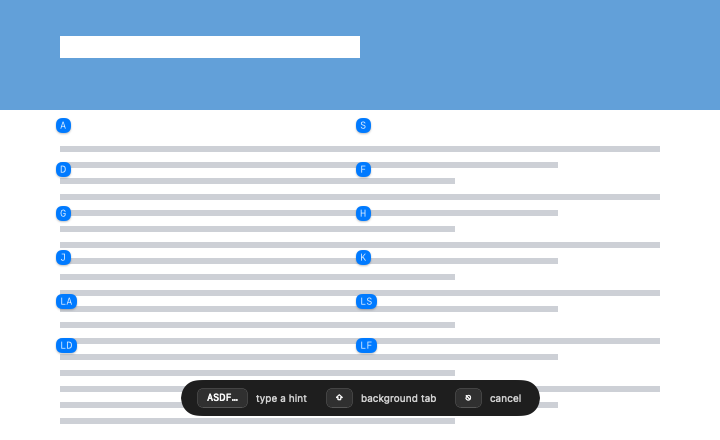 A S
D F
G H
J K
LA LS
LD LF
ASDF… type a hint ⇧ background tab ⎋ cancel